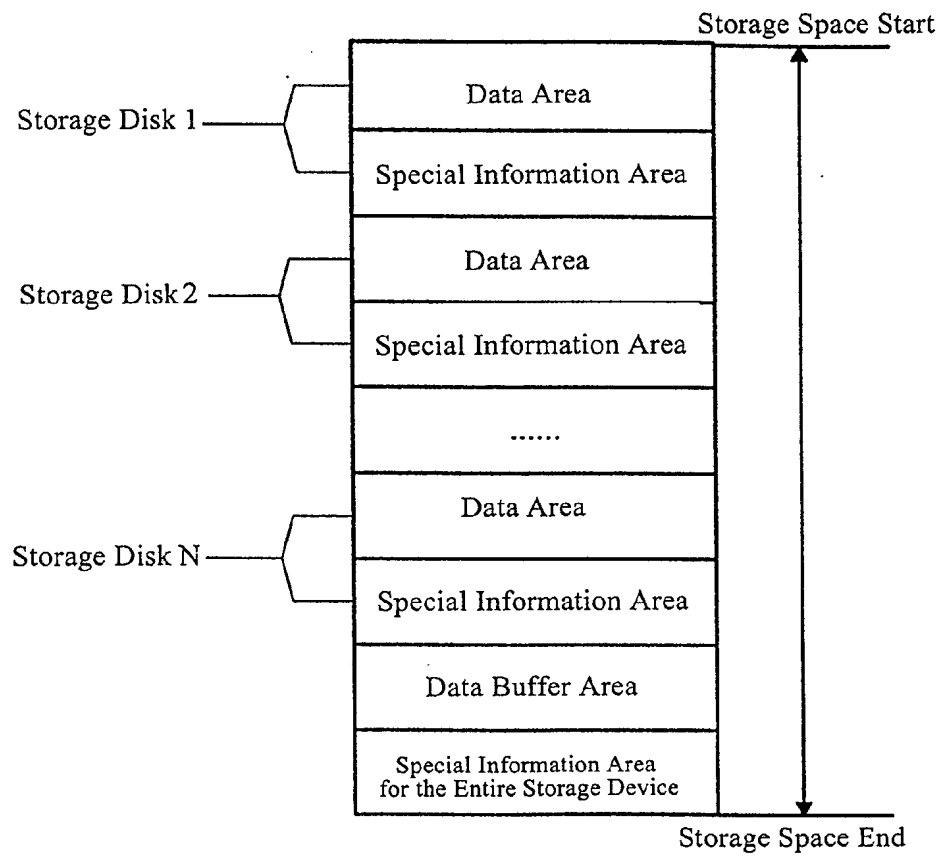 Storage Space Start
Data Area
Storage Disk 1
Special Information Area
Data Area
Storage Disk 2
Special Information Area
......
Data Area
Storage Disk N
Special Information Area
Data Buffer Area
Special Information Area
for the Entire Storage Device
Storage Space End